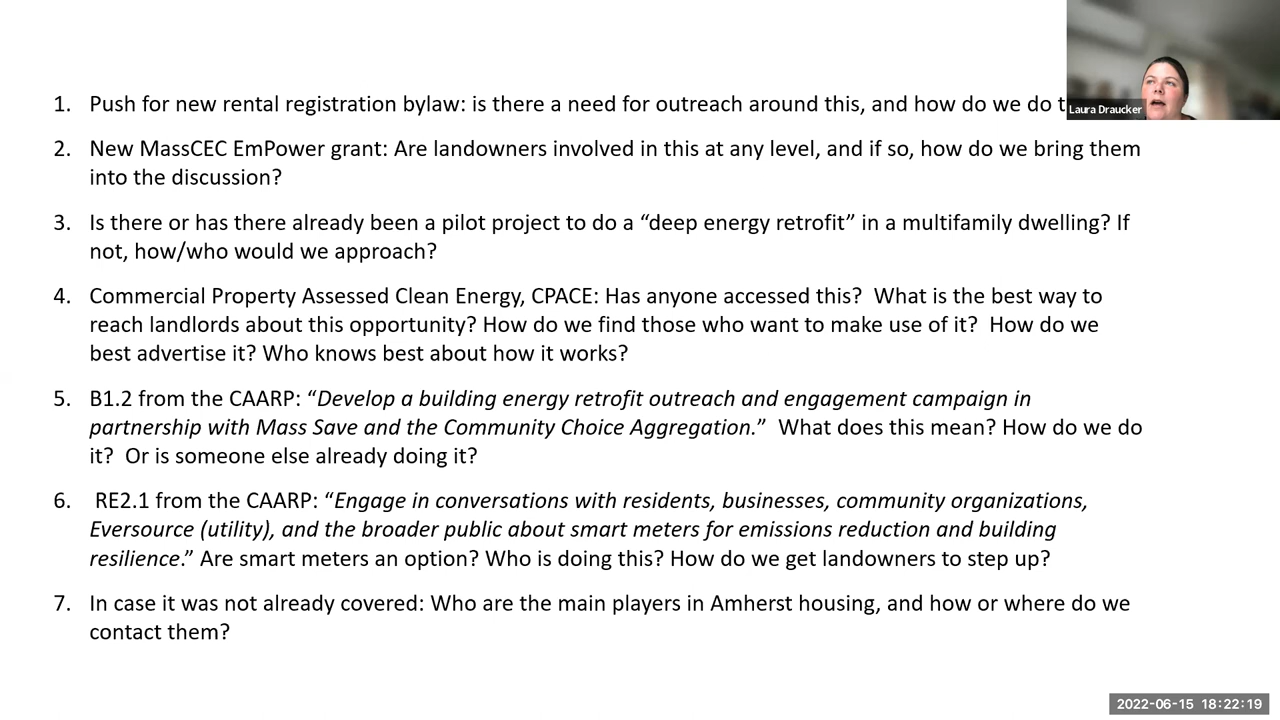 1. Push for new rental registration bylaw: is there a need for outreach around this, and how do we do
Laura Draucker
2. New MassCEC EmPower grant: Are landowners involved in this at any level, and if so, how do we bring them
into the discussion?
3. Is there or has there already been a pilot project to do a “deep energy retrofit” in a multifamily dwelling? If
not, how/who would we approach?
4. Commercial Property Assessed Clean Energy, CPACE: Has anyone accessed this?  What is the best way to
reach landlords about this opportunity? How do we find those who want to make use of it?  How do we
best advertise it? Who knows best about how it works?
5. B1.2 from the CAARP: “Develop a building energy retrofit outreach and engagement campaign in
partnership with Mass Save and the Community Choice Aggregation.”  What does this mean? How do we do
it?  Or is someone else already doing it?
6. RE2.1 from the CAARP: “Engage in conversations with residents, businesses, community organizations,
Eversource (utility), and the broader public about smart meters for emissions reduction and building
resilience.” Are smart meters an option? Who is doing this? How do we get landowners to step up?
7. In case it was not already covered: Who are the main players in Amherst housing, and how or where do we
contact them?
2022-06-15 18:22:19